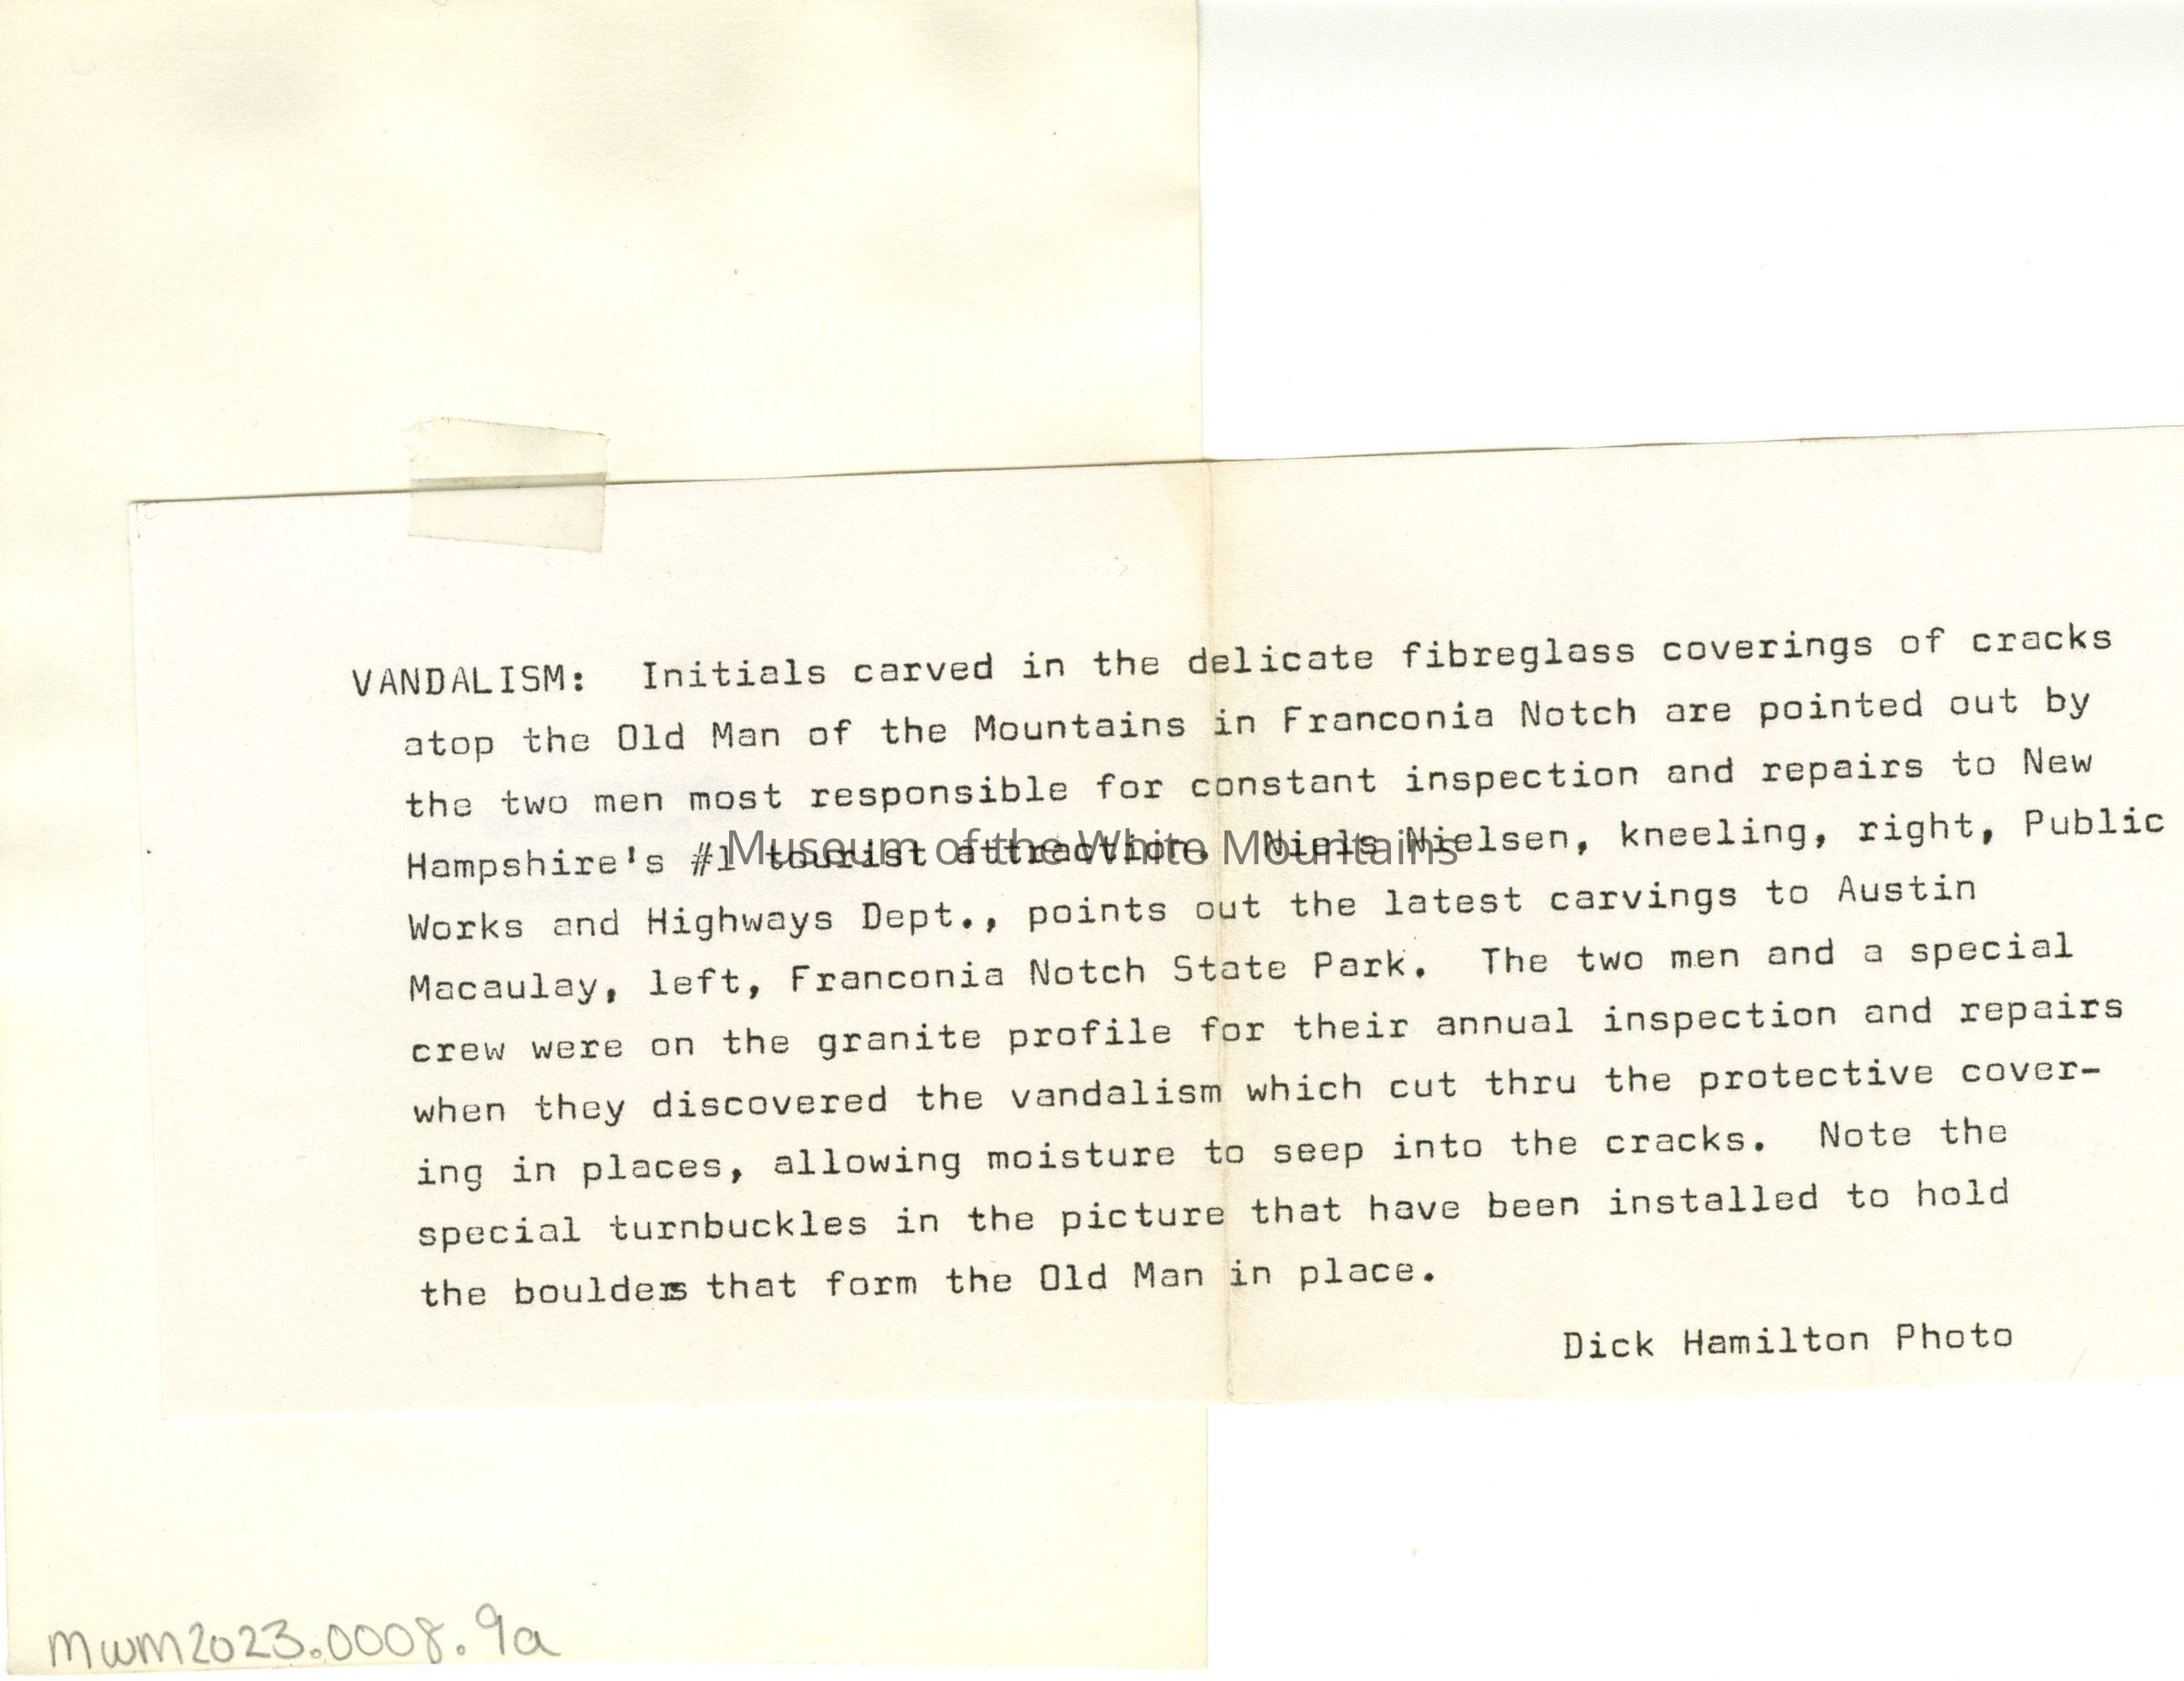 VANDALISM: Initials carved in the delicate fibreglass coverings of cracks
atop the Old Man of the Mountains in Franconia Notch are pointed out by
the two men most responsible for constant inspection and repairs to New
Hampshire's #1 tourist attraction. Niels Nielsen, kneeling, right, Public
Museum of the White Mountains
Works and Highways Dept., points out the latest carvings to Austin
Macaulay, left, Franconia Notch State Park. The two men and a special
crew were on the granite profile for their annual inspection and repairs
when they discovered the vandalism which cut thru the protective cover-
ing in places, allowing moisture to seep into the cracks. Note the
special turnbuckles in the picture that have been installed to hold
the boulders that form the Old Man in place.
Dick Hamilton Photo
mwm2023.0008.9a